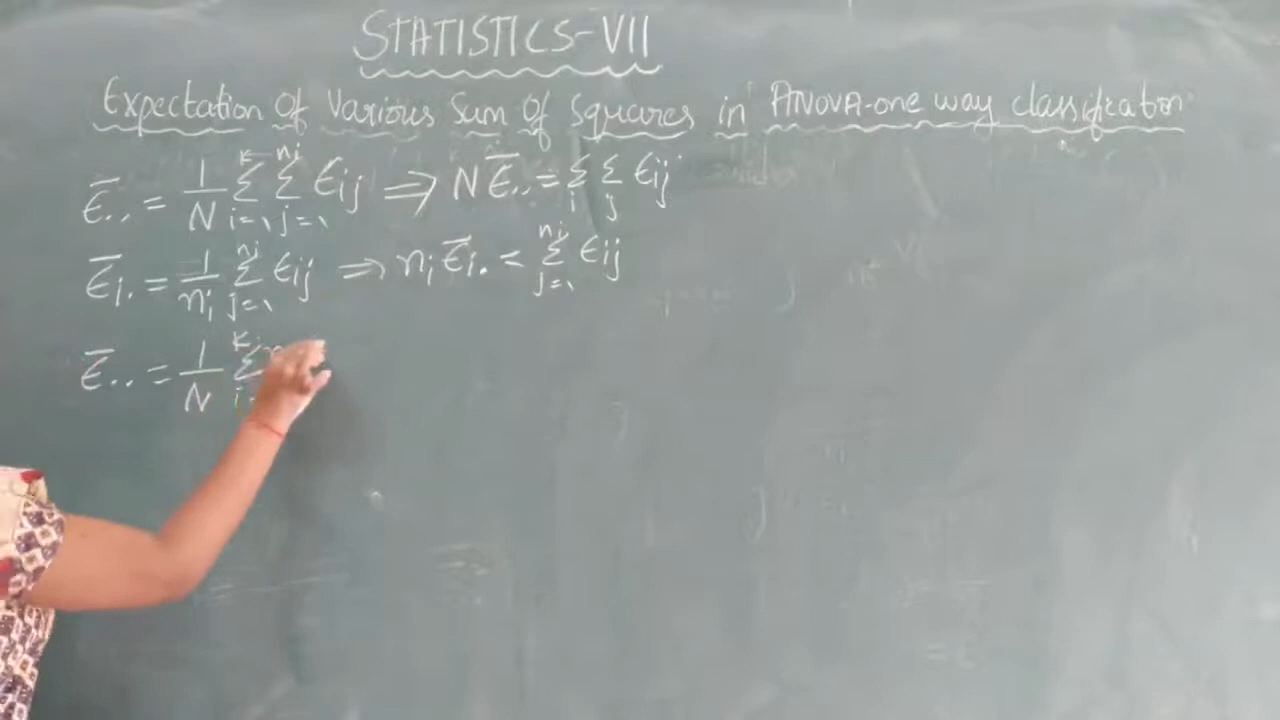 STATISTICS-VII
Expectation Of Various Sum Of Squares in ANOVA-one way classification
ε̄.. = 1/N Σ_{i=1}^{k} Σ_{j=1}^{ni} εij ⇒ N ε̄.. = Σ_i Σ_j εij
ε̄i. = 1/ni Σ_{j=1}^{ni} εij ⇒ ni ε̄i. = Σ_{j=1}^{ni} εij
ε̄.. = 1/N Σ_{i}^{k}